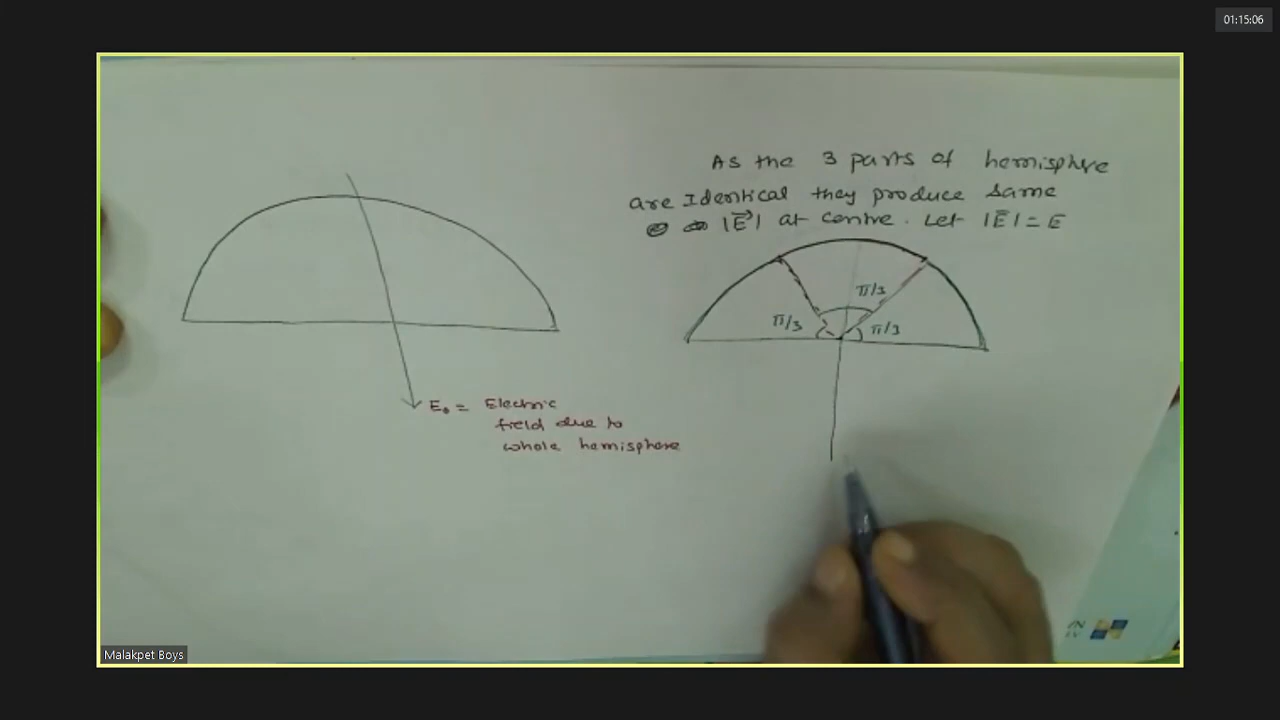 01:15:06
As the 3 parts of hemisphere
are Identical they produce same
|E⃗| at centre. Let |E⃗| = E
π/3
π/3
π/3
E₀ = Electric
field due to
whole hemisphere
Malakpet Boys